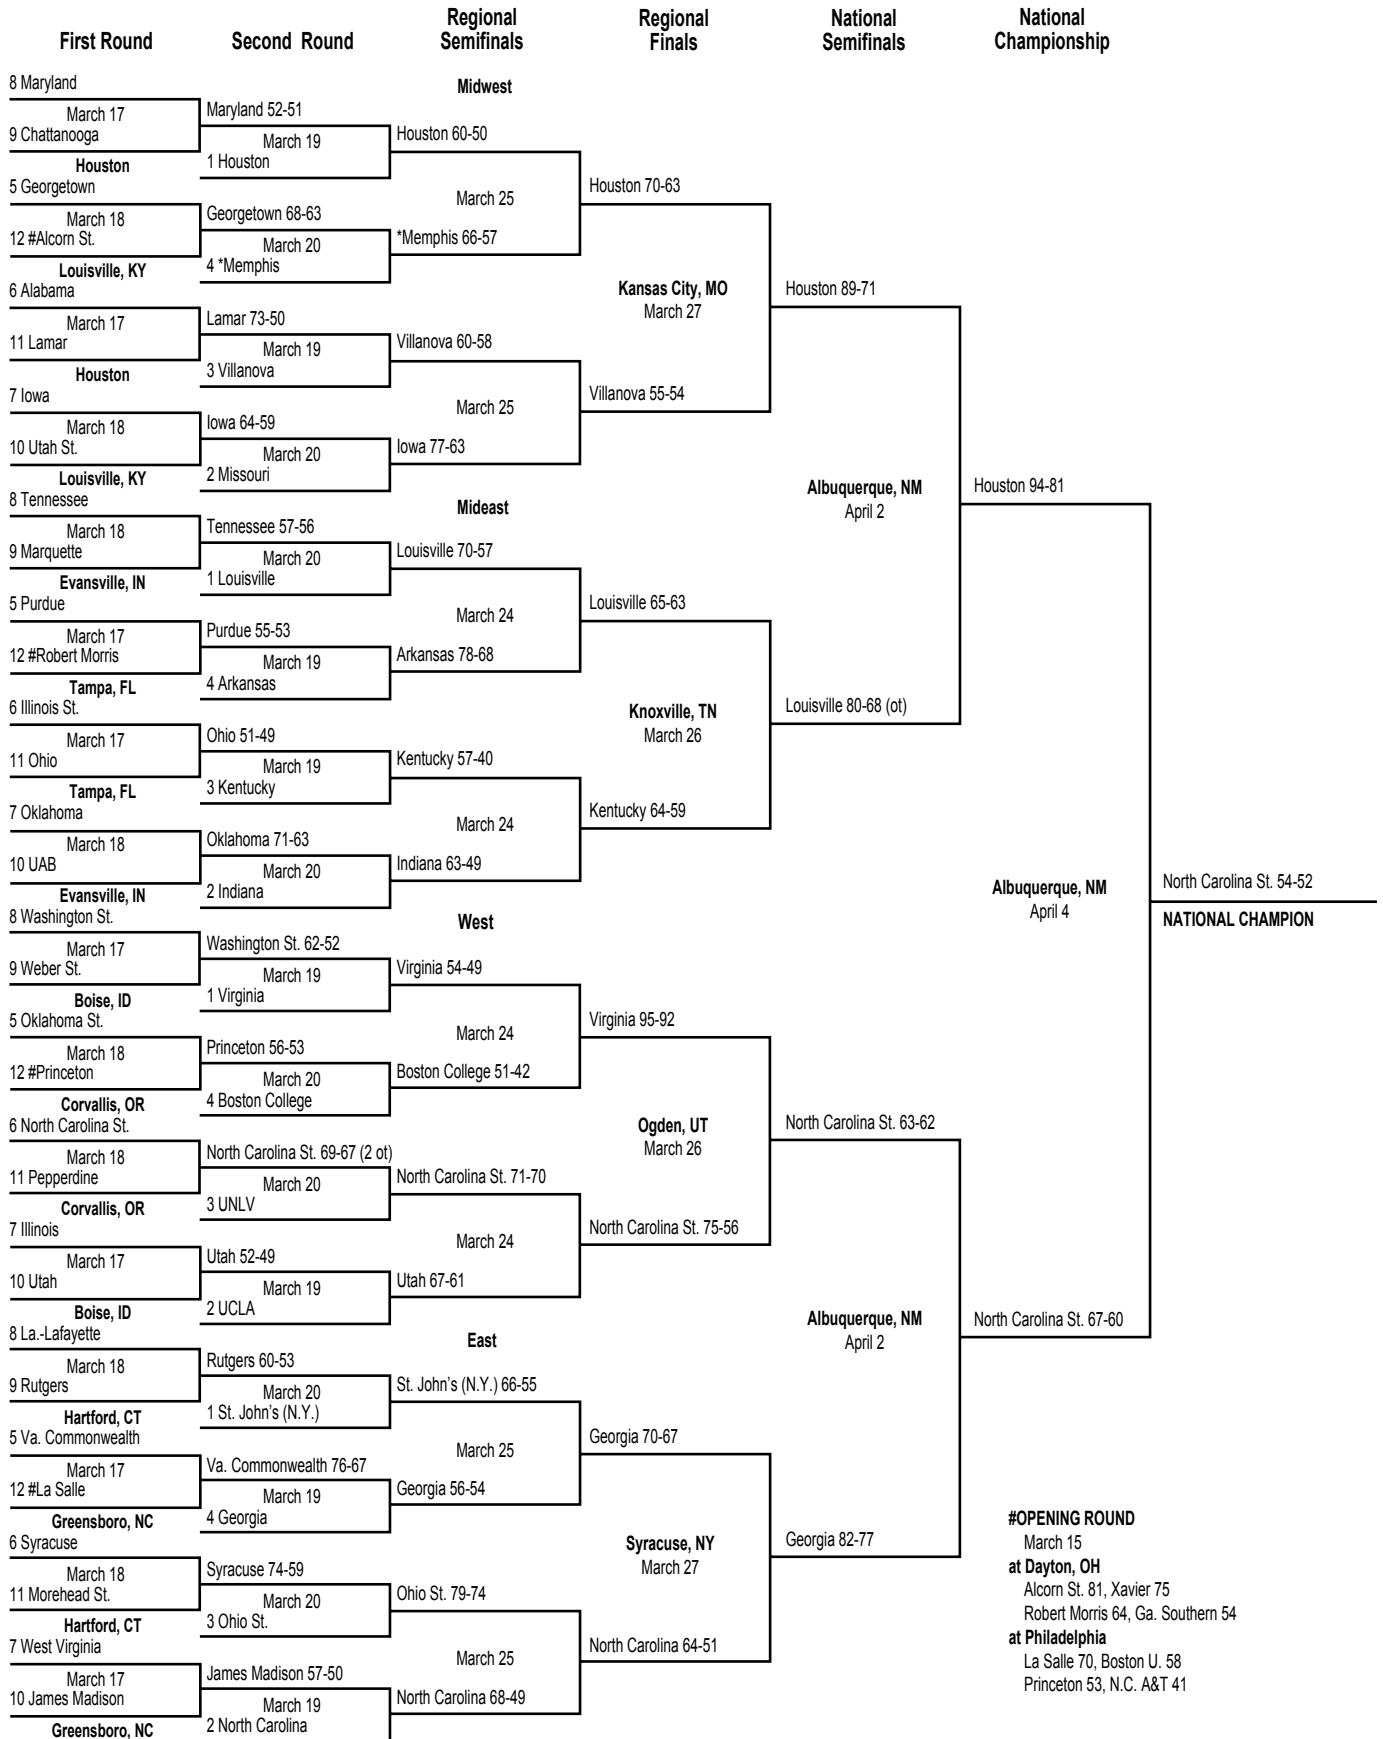 First Round
Second Round
Regional
Semifinals
Regional
Finals
National
Semifinals
National
Championship
8 Maryland
March 17
9 Chattanooga
Houston
5 Georgetown
March 18
12 #Alcorn St.
Louisville, KY
6 Alabama
March 17
11 Lamar
Houston
7 Iowa
March 18
10 Utah St.
Louisville, KY
8 Tennessee
March 18
9 Marquette
Evansville, IN
5 Purdue
March 17
12 #Robert Morris
Tampa, FL
6 Illinois St.
March 17
11 Ohio
Tampa, FL
7 Oklahoma
March 18
10 UAB
Evansville, IN
8 Washington St.
March 17
9 Weber St.
Boise, ID
5 Oklahoma St.
March 18
12 #Princeton
Corvallis, OR
6 North Carolina St.
March 18
11 Pepperdine
Corvallis, OR
7 Illinois
March 17
10 Utah
Boise, ID
8 La.-Lafayette
March 18
9 Rutgers
Hartford, CT
5 Va. Commonwealth
March 17
12 #La Salle
Greensboro, NC
6 Syracuse
March 18
11 Morehead St.
Hartford, CT
7 West Virginia
March 17
10 James Madison
Greensboro, NC
Maryland 52-51
March 19
1 Houston
Georgetown 68-63
March 20
4 *Memphis
Lamar 73-50
March 19
3 Villanova
Iowa 64-59
March 20
2 Missouri
Tennessee 57-56
March 20
1 Louisville
Purdue 55-53
March 19
4 Arkansas
Ohio 51-49
March 19
3 Kentucky
Oklahoma 71-63
March 20
2 Indiana
Washington St. 62-52
March 19
1 Virginia
Princeton 56-53
March 20
4 Boston College
North Carolina St. 69-67 (2 ot)
March 20
3 UNLV
Utah 52-49
March 19
2 UCLA
Rutgers 60-53
March 20
1 St. John's (N.Y.)
Va. Commonwealth 76-67
March 19
4 Georgia
Syracuse 74-59
March 20
3 Ohio St.
James Madison 57-50
March 19
2 North Carolina
Midwest
Houston 60-50
March 25
*Memphis 66-57
Villanova 60-58
March 25
Iowa 77-63
Mideast
Louisville 70-57
March 24
Arkansas 78-68
Kentucky 57-40
March 24
Indiana 63-49
West
Virginia 54-49
March 24
Boston College 51-42
North Carolina St. 71-70
March 24
Utah 67-61
East
St. John's (N.Y.) 66-55
March 25
Georgia 56-54
Ohio St. 79-74
March 25
North Carolina 68-49
Houston 70-63
Kansas City, MO
March 27
Villanova 55-54
Louisville 65-63
Knoxville, TN
March 26
Kentucky 64-59
Virginia 95-92
Ogden, UT
March 26
North Carolina St. 75-56
Georgia 70-67
Syracuse, NY
March 27
North Carolina 64-51
Houston 89-71
Albuquerque, NM
April 2
Louisville 80-68 (ot)
North Carolina St. 63-62
Albuquerque, NM
April 2
Georgia 82-77
Houston 94-81
Albuquerque, NM
April 4
North Carolina St. 67-60
North Carolina St. 54-52
NATIONAL CHAMPION
#OPENING ROUND
March 15
at Dayton, OH
Alcorn St. 81, Xavier 75
Robert Morris 64, Ga. Southern 54
at Philadelphia
La Salle 70, Boston U. 58
Princeton 53, N.C. A&T 41